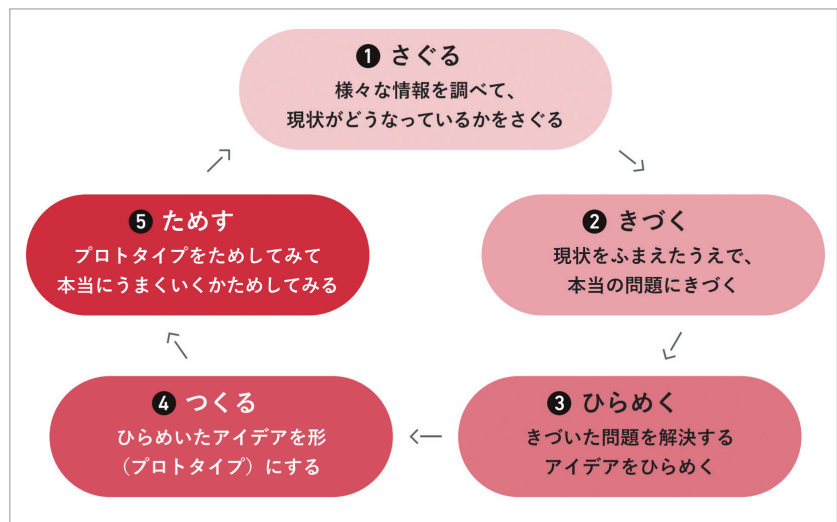 ❶ さぐる
様々な情報を調べて、
現状がどうなっているかをさぐる
❷ きづく
現状をふまえたうえで、
本当の問題にきづく
❸ ひらめく
きづいた問題を解決する
アイデアをひらめく
❹ つくる
ひらめいたアイデアを形
（プロトタイプ）にする
❺ ためす
プロトタイプをためしてみて
本当にうまくいくかためしてみる